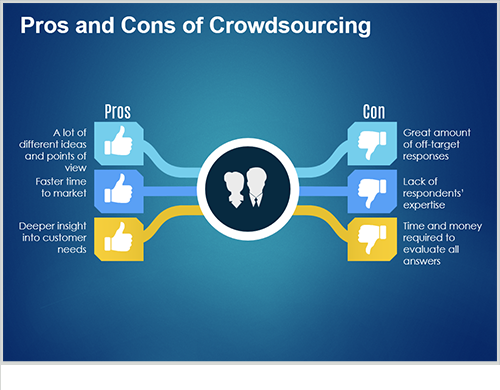 Pros and Cons of Crowdsourcing
Pros
A lot of
different ideas
and points of
view
Faster time
to market
Deeper insight
into customer
needs
Con
Great amount
of off-target
responses
Lack of
respondents'
expertise
Time and money
required to
evaluate all
answers